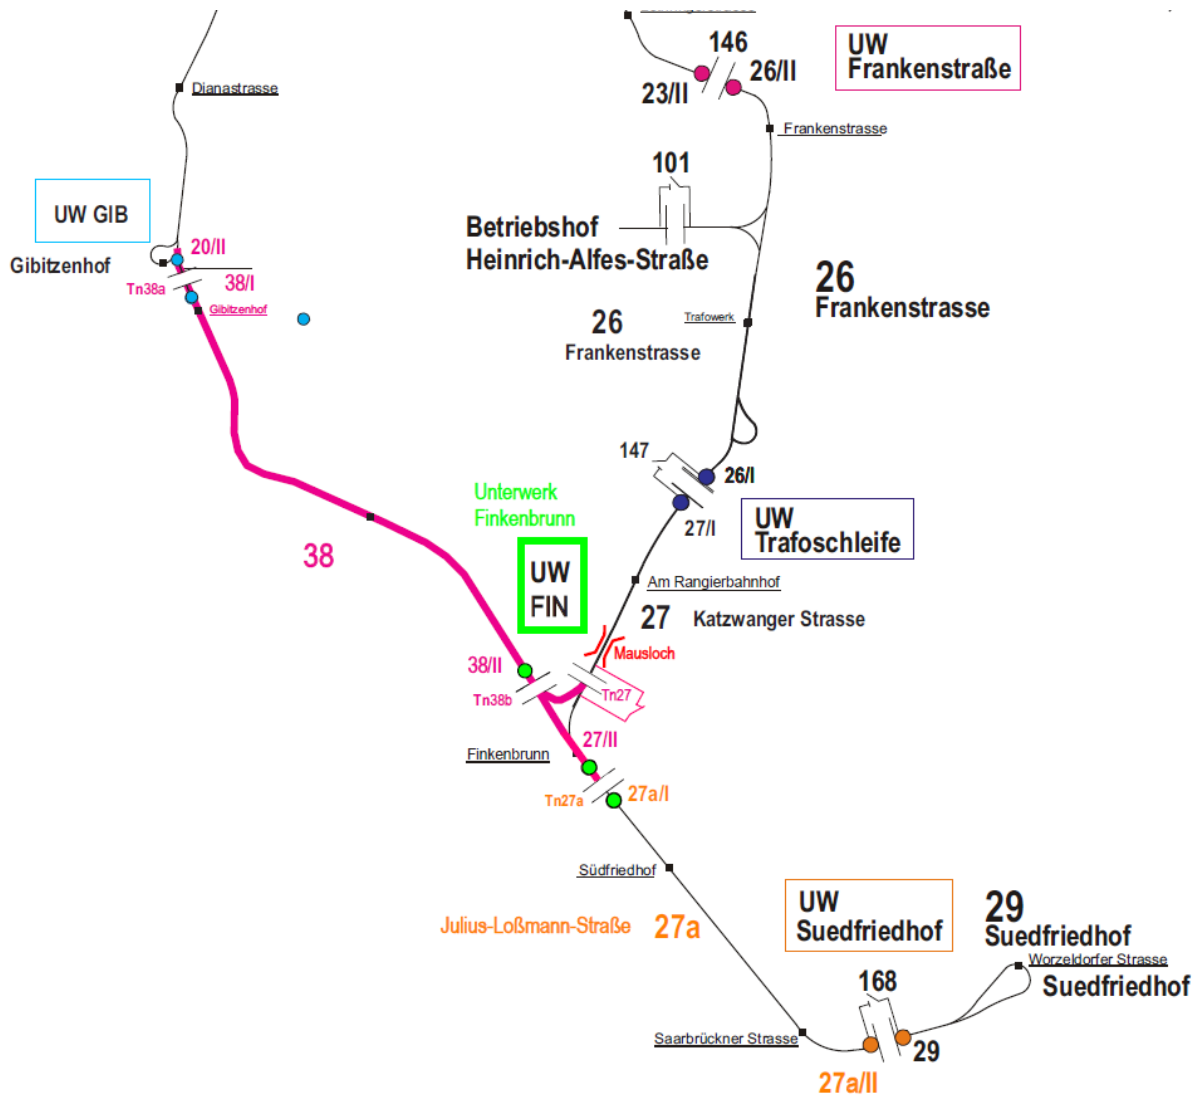 146
UW
Frankenstraße
26/II
23/II
Dianastrasse
Frankenstrasse
101
UW GIB
Betriebshof
Heinrich-Alfes-Straße
20/II
Gibitzenhof
38/I
Tn38a
Gibitzenhof
26
Frankenstrasse
26
Frankenstrasse
Trafowerk
147
26/I
Unterwerk
Finkenbrunn
27/I
UW
Trafoschleife
38
UW
FIN
Am Rangierbahnhof
27 Katzwanger Strasse
Mausloch
38/II
Tn38b
Tn27
27/II
Finkenbrunn
Tn27a
27a/I
Südfriedhof
Julius-Loßmann-Straße 27a
UW
Suedfriedhof
29
Suedfriedhof
Worzeldorfer Strasse
Suedfriedhof
168
Saarbrückner Strasse
29
27a/II